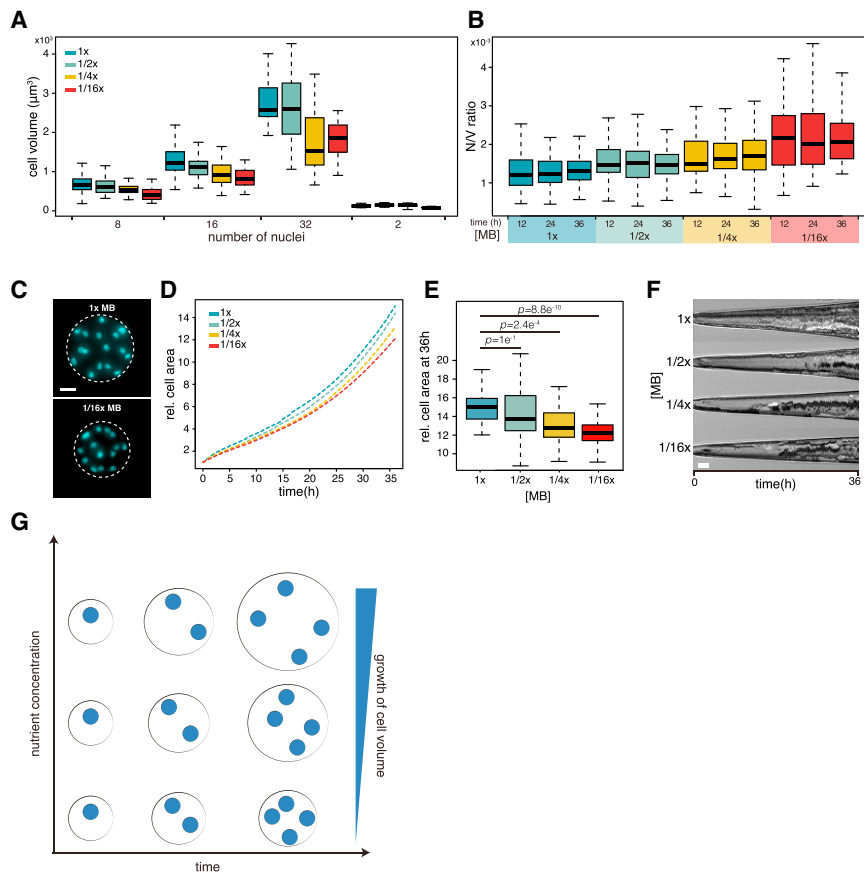 A
x10³
4
3
2
1
0
cell volume (µm³)
1x
1/2x
1/4x
1/16x
8
16
32
2
number of nuclei
B
x10⁻³
4
3
2
1
N/V ratio
time (h)
12 24 36 12 24 36 12 24 36 12 24 36
[MB]
1x 1/2x 1/4x 1/16x
C
1x MB
1/16x MB
D
14
12
10
8
6
4
2
rel. cell area
1x
1/2x
1/4x
1/16x
0 5 10 15 20 25 30 35
time(h)
E
p=8.8e⁻¹⁰
p=2.4e⁻⁴
p=1e⁻¹
20
18
16
14
12
10
8
rel. cell area at 36h
1x 1/2x 1/4x 1/16x
[MB]
F
1x
1/2x
1/4x
1/16x
[MB]
0 time(h) 36
G
nutrient concentration
growth of cell volume
time